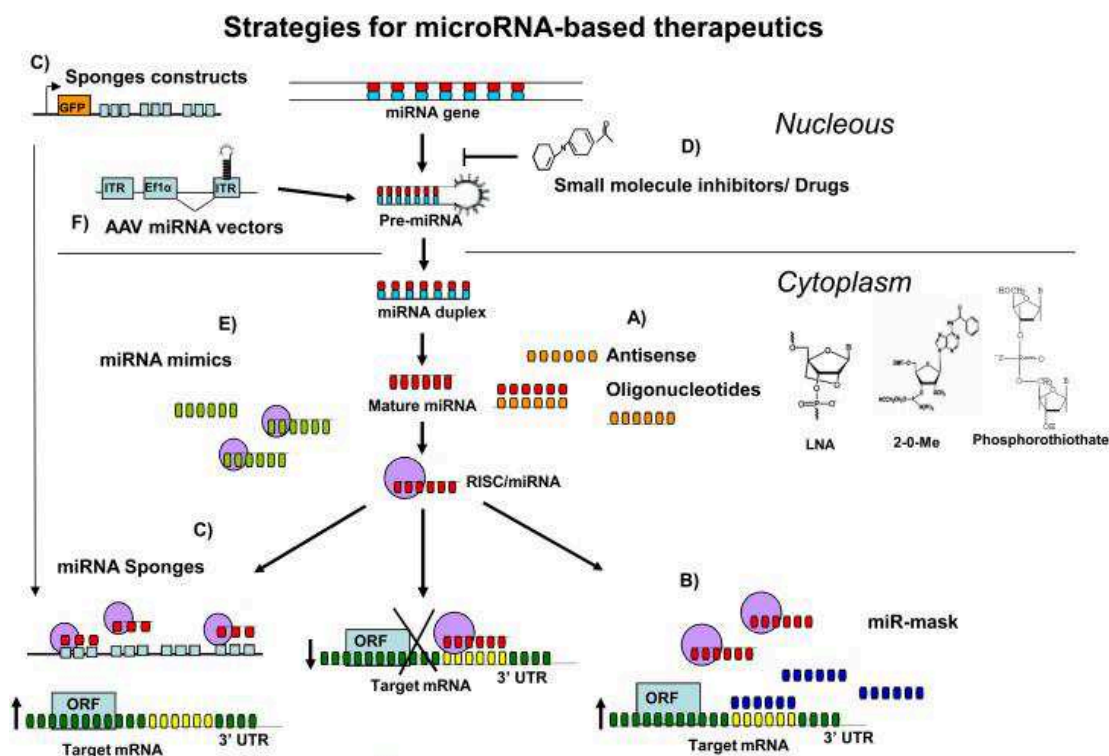 Strategies for microRNA-based therapeutics
C)
Sponges constructs
GFP
miRNA gene
Nucleous
D)
Small molecule inhibitors/ Drugs
ITR
Ef1α
ITR
F)
AAV miRNA vectors
Pre-miRNA
Cytoplasm
miRNA duplex
E)
miRNA mimics
A)
Antisense
Oligonucleotides
Mature miRNA
LNA
2-0-Me
Phosphorothiothate
RISC/miRNA
C)
miRNA Sponges
B)
miR-mask
ORF
Target mRNA
3' UTR
ORF
Target mRNA
3' UTR
ORF
Target mRNA
3' UTR